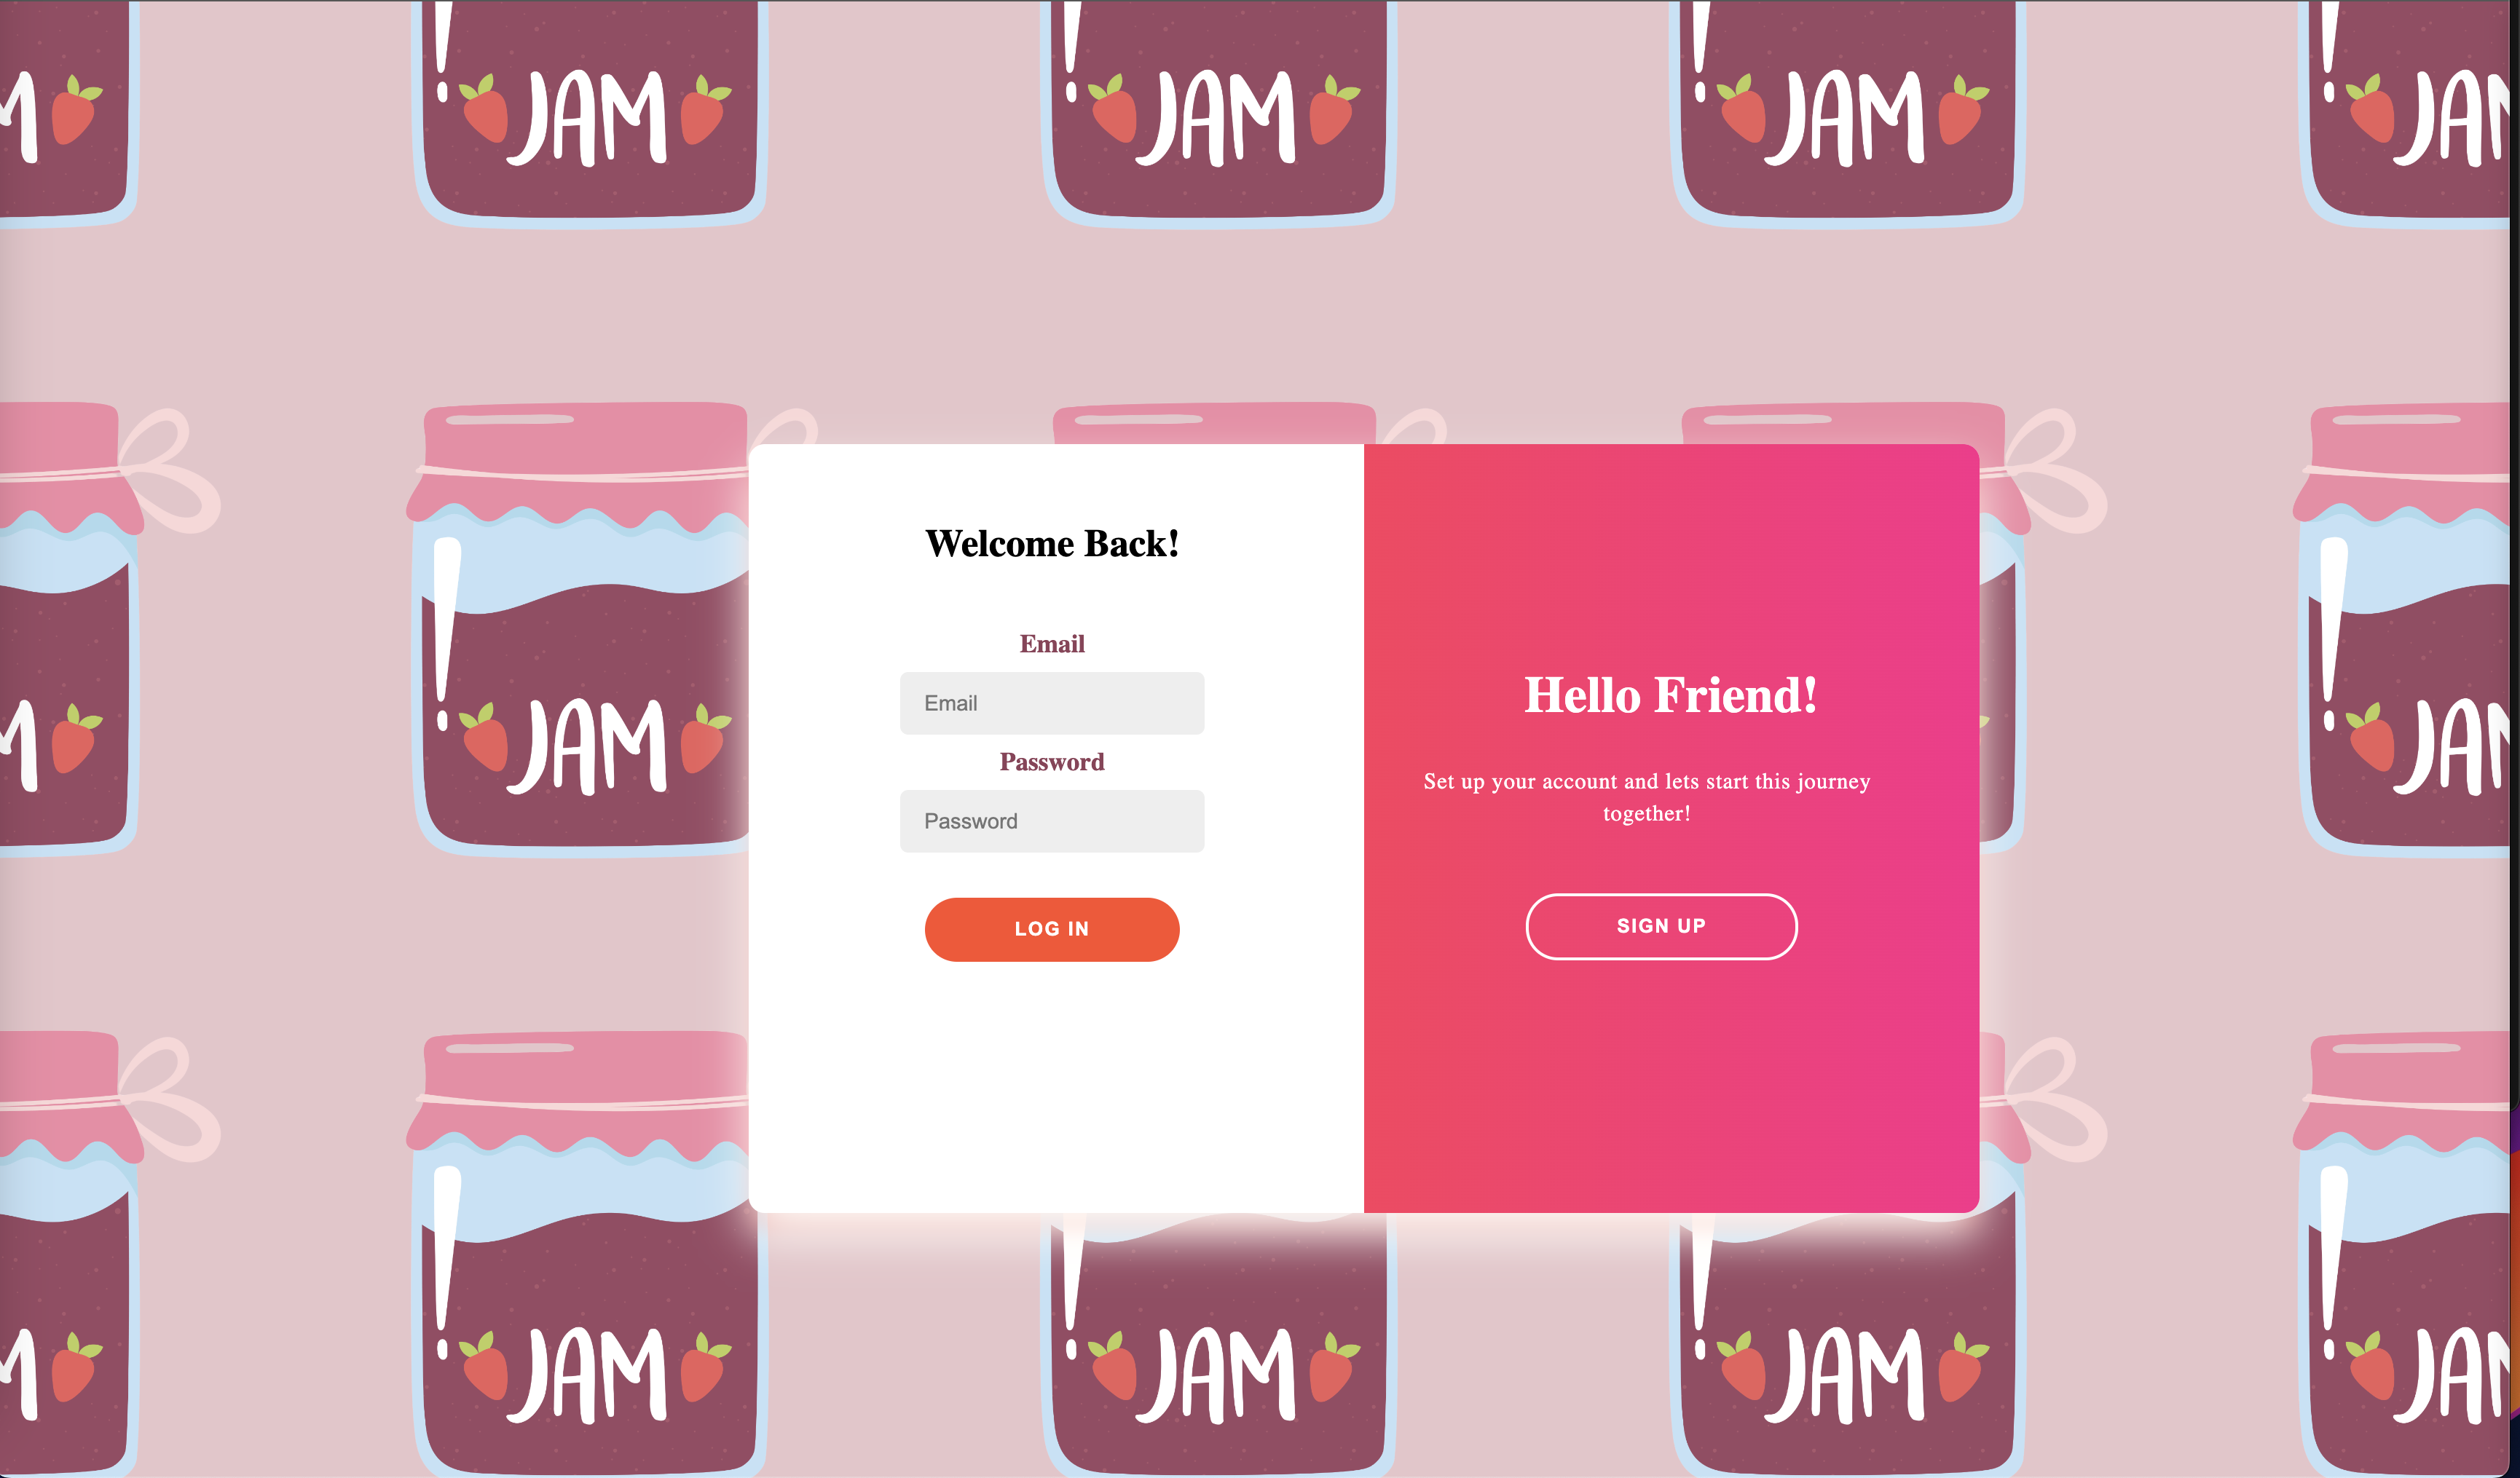 JAM
JAM
JAM
Welcome Back!
Email
Email
Password
Password
LOG IN
Hello Friend!
Set up your account and lets start this journey
together!
SIGN UP
JAM
JAM
JAM
JAM